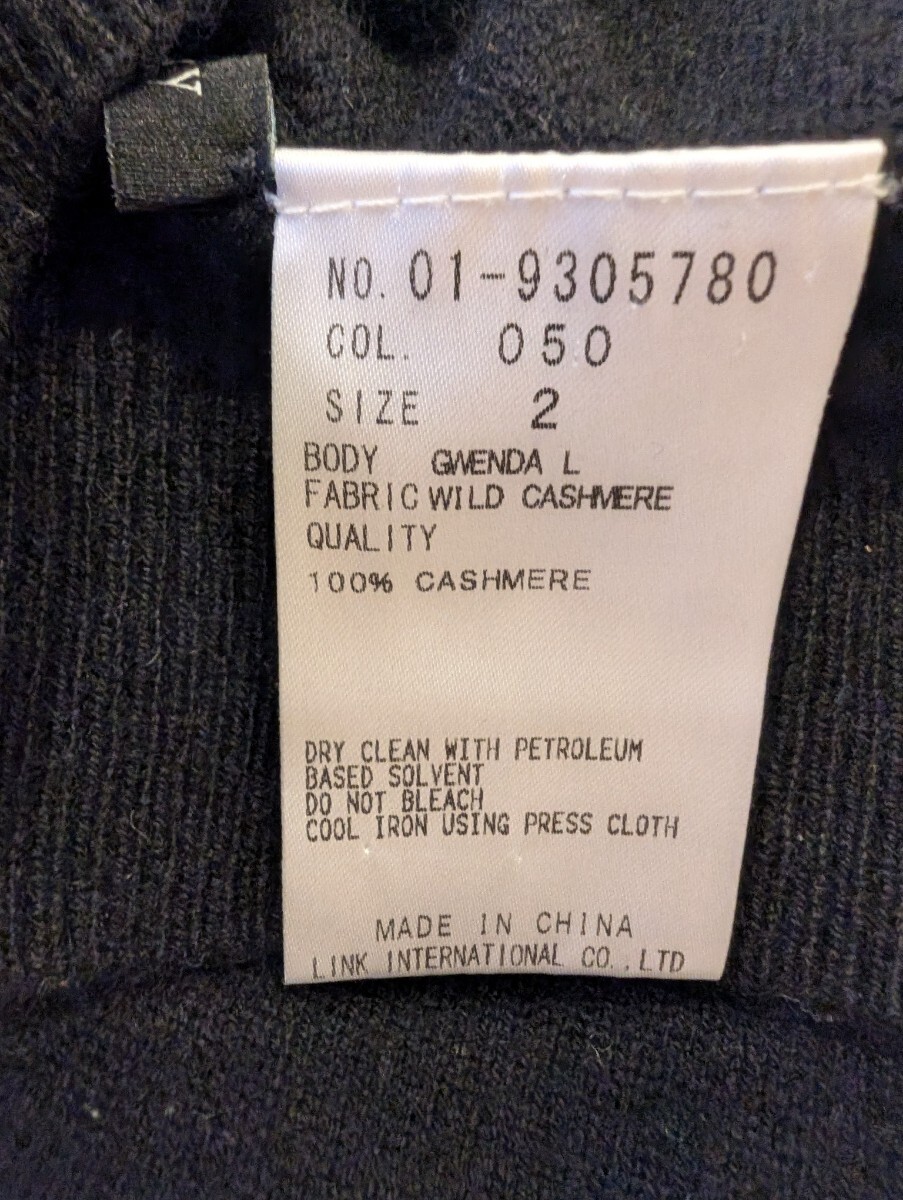 NO. 01-9305780
COL. 050
SIZE 2
BODY GWENDA L
FABRIC WILD CASHMERE
QUALITY
100% CASHMERE
DRY CLEAN WITH PETROLEUM
BASED SOLVENT
DO NOT BLEACH
COOL IRON USING PRESS CLOTH
MADE IN CHINA
LINK INTERNATIONAL CO.,LTD